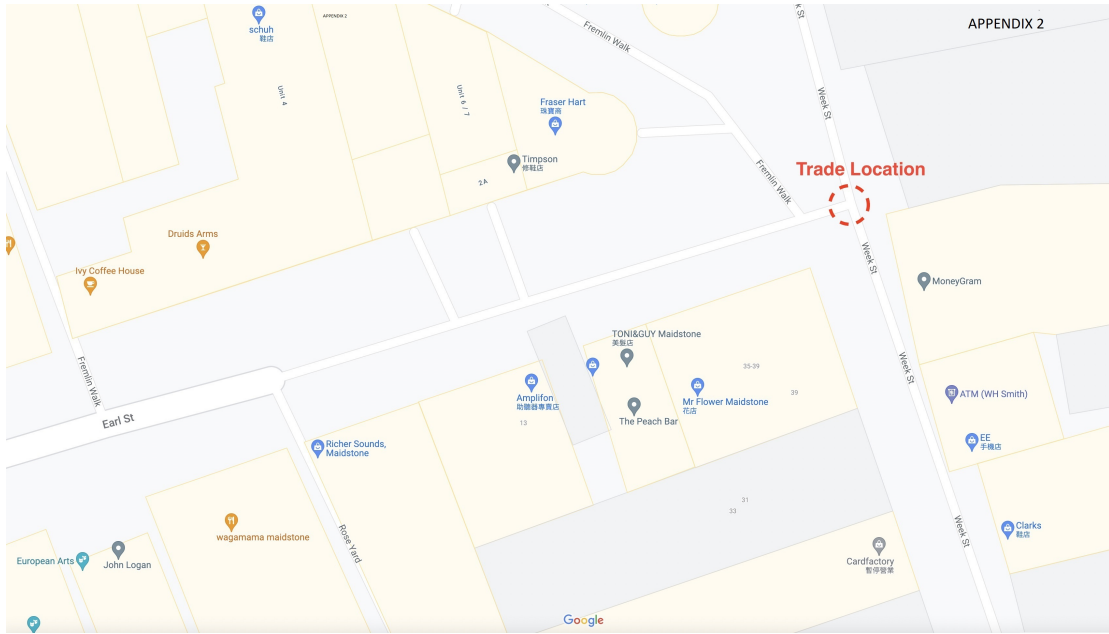 APPENDIX 2
APPENDIX 2
schuh
鞋店
Unit 4
Unit 6 / 7
Fremlin Walk
k St
Week St
Fraser Hart
珠寶商
Timpson
修鞋店
2A
Fremlin Walk
Trade Location
Druids Arms
Ivy Coffee House
Week St
MoneyGram
TONI&GUY Maidstone
美髮店
35-39
39
Fremlin Walk
Week St
Amplifon
助聽器專賣店
13
Mr Flower Maidstone
花店
The Peach Bar
ATM (WH Smith)
Earl St
EE
手機店
Richer Sounds,
Maidstone
31
33
wagamama maidstone
Rose Yard
Week St
Clarks
鞋店
European Arts
John Logan
Cardfactory
暫停營業
Google